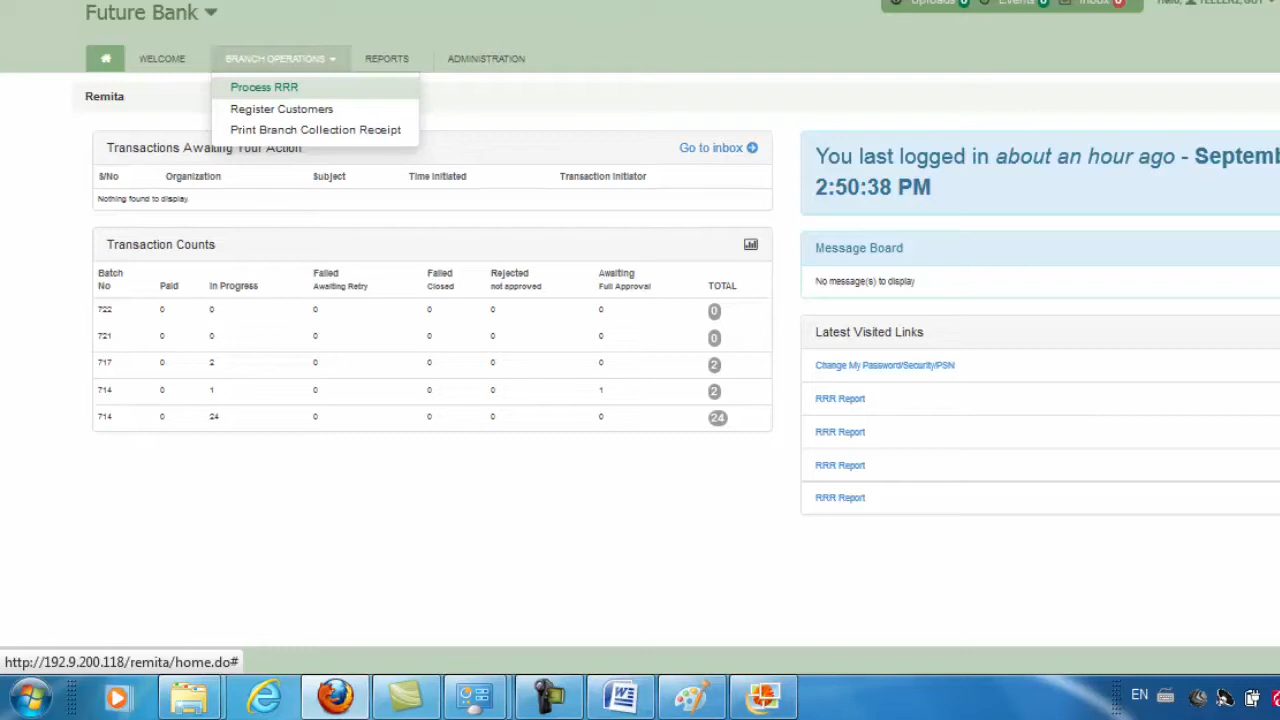 Future Bank
Uploads 0 Events 0 Inbox 0
WELCOME BRANCH OPERATIONS REPORTS ADMINISTRATION
Process RRR
Register Customers
Print Branch Collection Receipt
Remita
Transactions Awaiting Your Action Go to inbox
S/No Organization Subject Time Initiated Transaction Initiator
Nothing found to display.
Transaction Counts
Batch No Paid In Progress Failed Awaiting Retry Failed Closed Rejected not approved Awaiting Full Approval TOTAL
722 0 0 0 0 0 0 0
721 0 0 0 0 0 0 0
717 0 2 0 0 0 0 2
714 0 1 0 0 0 1 2
714 0 24 0 0 0 0 24
You last logged in about an hour ago - Septemb
2:50:38 PM
Message Board
No message(s) to display
Latest Visited Links
Change My Password/Security/PSN
RRR Report
RRR Report
RRR Report
RRR Report
http://192.9.200.118/remita/home.do#
EN